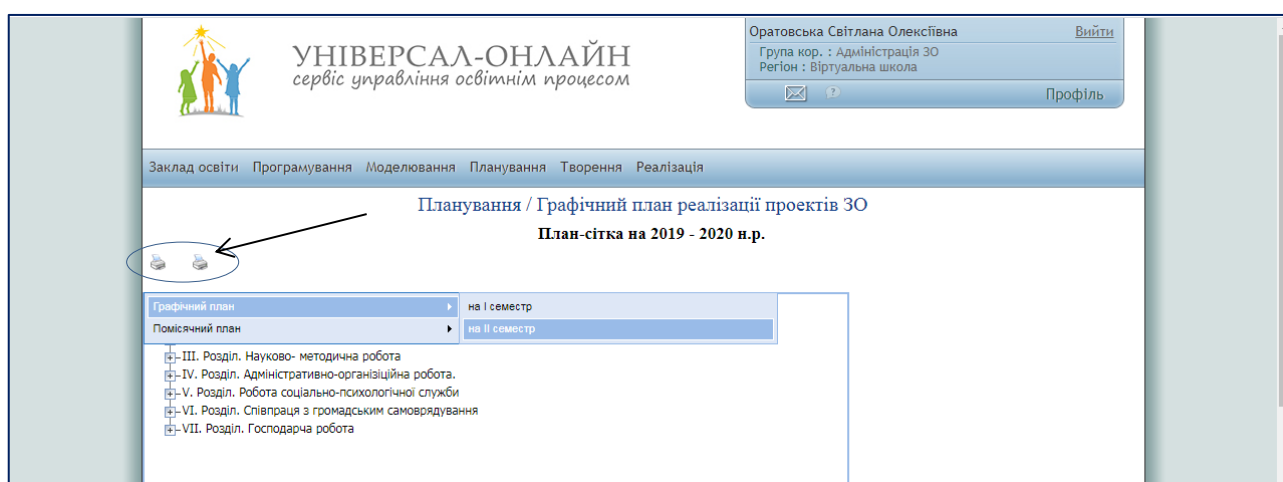 УНІВЕРСАЛ-ОНЛАЙН
сервіс управління освітнім процесом
Оратовська Світлана Олексіївна Вийти
Група кор. : Адміністрація ЗО
Регіон : Віртуальна школа
Профіль
Заклад освіти Програмування Моделювання Планування Творення Реалізація
Планування / Графічний план реалізації проектів ЗО
План-сітка на 2019 - 2020 н.р.
Графічний план на І семестр
Помісячний план на ІІ семестр
ІІІ. Розділ. Науково- методична робота
IV. Розділ. Адміністративно-організіційна робота.
V. Розділ. Робота соціально-психологічної служби
VI. Розділ. Співпраця з громадським самоврядування
VII. Розділ. Господарча робота